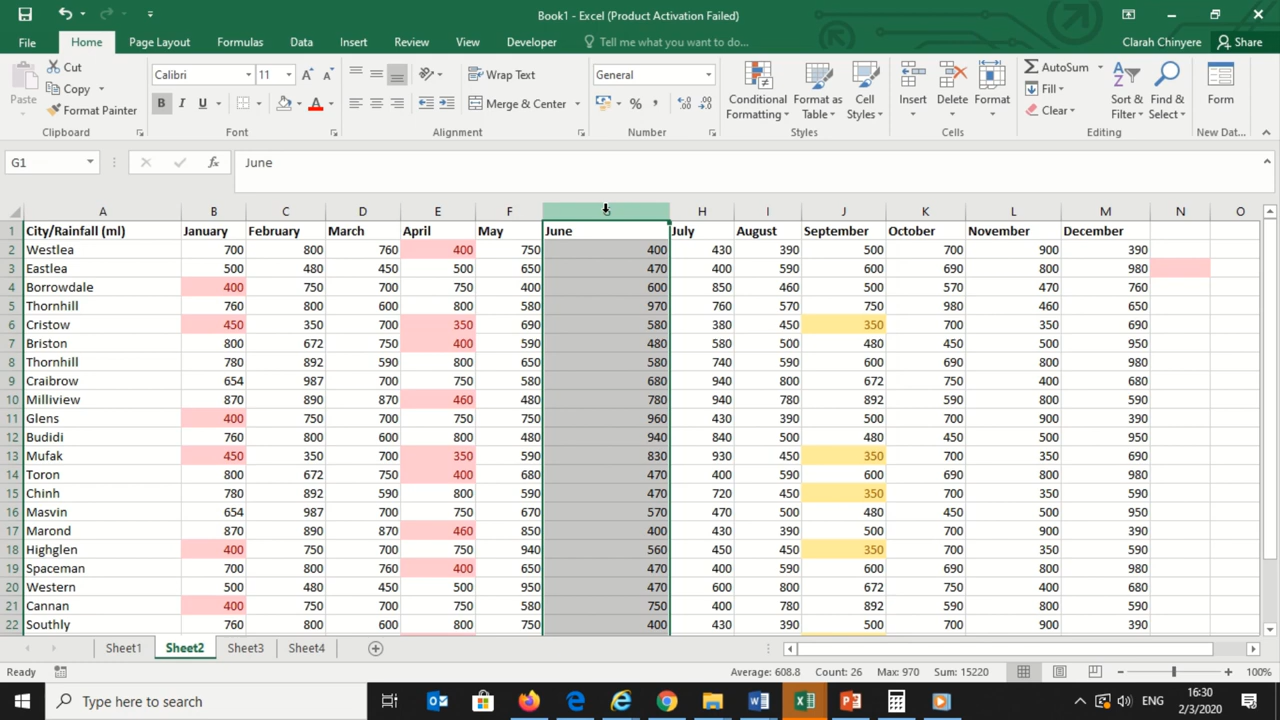 Book1 - Excel (Product Activation Failed)
File Home Page Layout Formulas Data Insert Review View Developer Tell me what you want to do... Clarah Chinyere Share
Paste Cut Copy Format Painter Clipboard
Calibri 11 B I U A Font
Wrap Text Merge & Center Alignment
General % , Number
Conditional Formatting Format as Table Cell Styles Styles
Insert Delete Format Cells
AutoSum Fill Clear Sort & Filter Find & Select Editing
Form New Dat...
G1 fx June
A B C D E F H I J K L M N O
1 City/Rainfall (ml) January February March April May June July August September October November December
2 Westlea 700 800 760 400 750 400 430 390 500 700 900 390
3 Eastlea 500 480 450 500 650 470 400 590 600 690 800 980
4 Borrowdale 400 750 700 750 400 600 850 460 500 570 470 760
5 Thornhill 760 800 600 800 580 970 760 570 750 980 460 650
6 Cristow 450 350 700 350 690 580 380 450 350 700 350 690
7 Briston 800 672 750 400 590 480 580 500 480 450 500 950
8 Thornhill 780 892 590 800 650 580 740 590 600 690 800 980
9 Craibrow 654 987 700 750 580 680 940 800 672 750 400 680
10 Milliview 870 890 870 460 480 780 940 780 892 590 800 590
11 Glens 400 750 700 750 750 960 430 390 500 700 900 390
12 Budidi 760 800 600 800 480 940 840 500 480 450 500 950
13 Mufak 450 350 700 350 590 830 930 450 350 700 350 590
14 Toron 800 672 750 400 680 470 400 590 600 690 800 980
15 Chinh 780 892 590 800 590 470 720 450 350 700 350 590
16 Masvin 654 987 700 750 670 570 470 500 480 450 500 950
17 Marond 870 890 870 460 850 400 430 390 500 700 900 390
18 Highglen 400 750 700 750 940 560 450 450 350 700 350 590
19 Spaceman 700 800 760 400 650 470 400 590 600 690 800 980
20 Western 500 480 450 500 950 470 600 800 672 750 400 680
21 Cannan 400 750 700 750 580 750 400 780 892 590 800 590
22 Southly 760 800 600 800 750 400 430 390 500 700 900 390
Sheet1 Sheet2 Sheet3 Sheet4
Ready Average: 608.8 Count: 26 Max: 970 Sum: 15220 100%
Type here to search ENG 16:30
2/3/2020